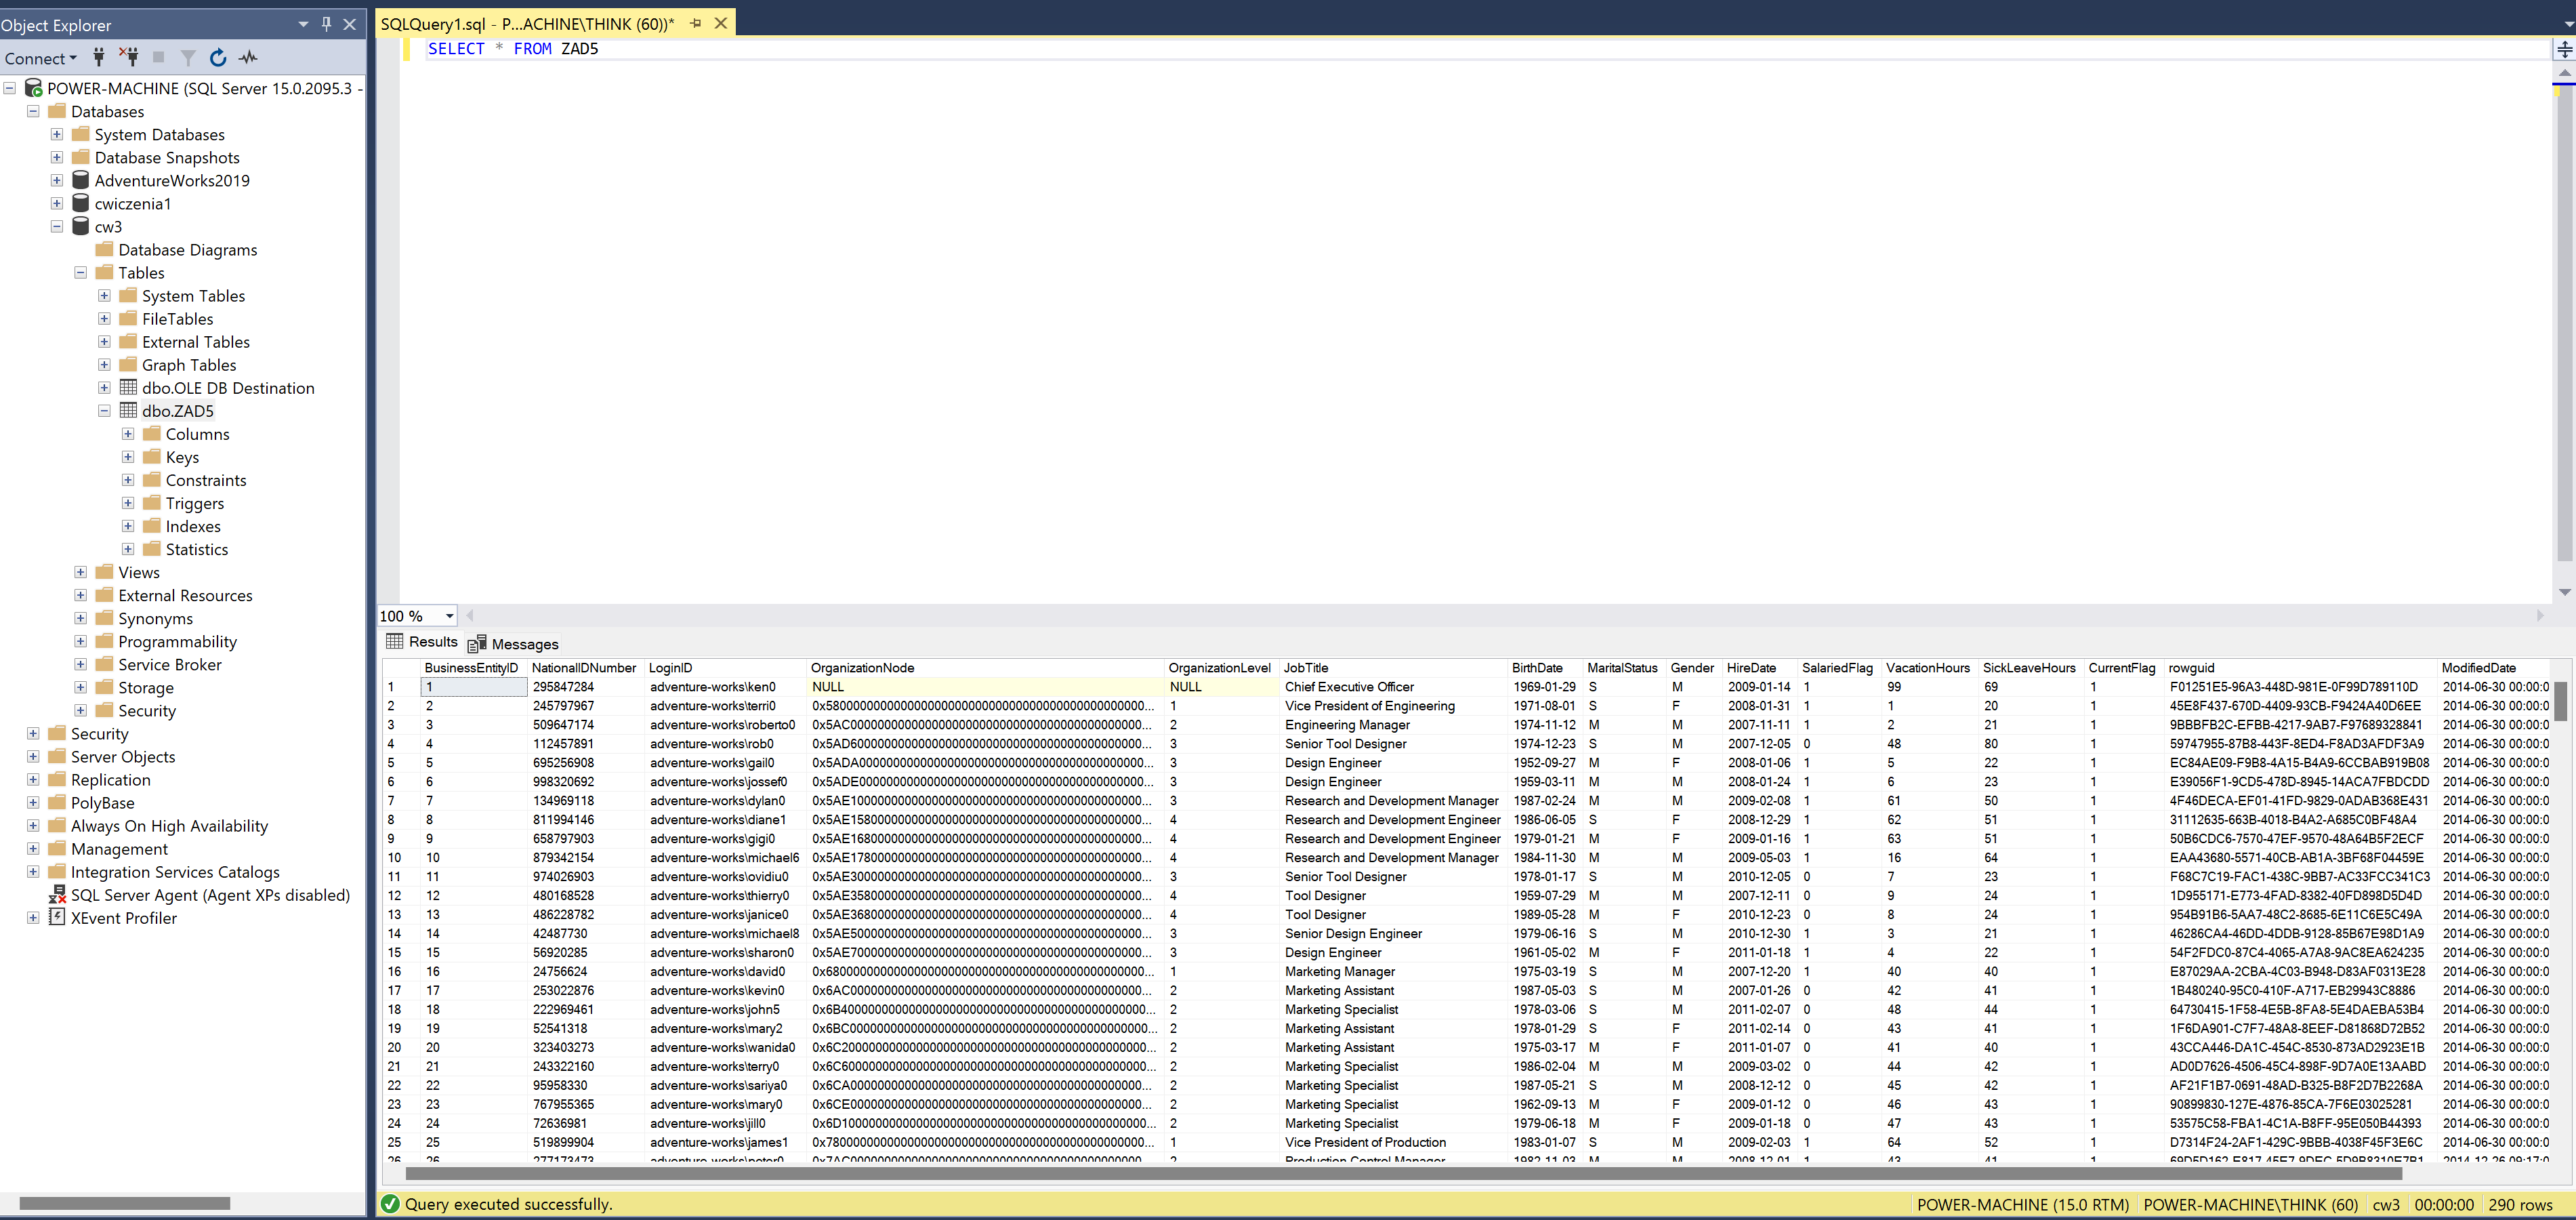 Object Explorer
Connect
POWER-MACHINE (SQL Server 15.0.2095.3 -
Databases
System Databases
Database Snapshots
AdventureWorks2019
cwiczenia1
cw3
Database Diagrams
Tables
System Tables
FileTables
External Tables
Graph Tables
dbo.OLE DB Destination
dbo.ZAD5
Columns
Keys
Constraints
Triggers
Indexes
Statistics
Views
External Resources
Synonyms
Programmability
Service Broker
Storage
Security
Security
Server Objects
Replication
PolyBase
Always On High Availability
Management
Integration Services Catalogs
SQL Server Agent (Agent XPs disabled)
XEvent Profiler
SQLQuery1.sql - P...ACHINE\THINK (60))*
SELECT * FROM ZAD5
100 %
Results Messages
BusinessEntityID NationalIDNumber LoginID OrganizationNode OrganizationLevel JobTitle BirthDate MaritalStatus Gender HireDate SalariedFlag VacationHours SickLeaveHours CurrentFlag rowguid ModifiedDate
1 1 295847284 adventure-works\ken0 NULL NULL Chief Executive Officer 1969-01-29 S M 2009-01-14 1 99 69 1 F01251E5-96A3-448D-981E-0F99D789110D 2014-06-30 00:00:0
2 2 245797967 adventure-works\terri0 1 Vice President of Engineering 1971-08-01 S F 2008-01-31 1 1 20 1 45E8F437-670D-4409-93CB-F9424A40D6EE 2014-06-30 00:00:0
3 3 509647174 adventure-works\roberto0 2 Engineering Manager 1974-11-12 M M 2007-11-11 1 2 21 1 9BBBFB2C-EFBB-4217-9AB7-F97689328841 2014-06-30 00:00:0
4 4 112457891 adventure-works\rob0 3 Senior Tool Designer 1974-12-23 S M 2007-12-05 0 48 80 1 59747955-87B8-443F-8ED4-F8AD3AFDF3A9 2014-06-30 00:00:0
5 5 695256908 adventure-works\gail0 3 Design Engineer 1952-09-27 M F 2008-01-06 1 5 22 1 EC84AE09-F9B8-4A15-B4A9-6CCBAB919B08 2014-06-30 00:00:0
6 6 998320692 adventure-works\jossef0 3 Design Engineer 1959-03-11 M M 2008-01-24 1 6 23 1 E39056F1-9CD5-478D-8945-14ACA7FBDCDD 2014-06-30 00:00:0
7 7 134969118 adventure-works\dylan0 3 Research and Development Manager 1987-02-24 M M 2009-02-08 1 61 50 1 4F46DECA-EF01-41FD-9829-0ADAB368E431 2014-06-30 00:00:0
8 8 811994146 adventure-works\diane1 4 Research and Development Engineer 1986-06-05 S F 2008-12-29 1 62 51 1 31112635-663B-4018-B4A2-A685C0BF48A4 2014-06-30 00:00:0
9 9 658797903 adventure-works\gigi0 4 Research and Development Engineer 1979-01-21 M F 2009-01-16 1 63 51 1 50B6CDC6-7570-47EF-9570-48A64B5F2ECF 2014-06-30 00:00:0
10 10 879342154 adventure-works\michael6 4 Research and Development Manager 1984-11-30 M M 2009-05-03 1 16 64 1 EAA43680-5571-40CB-AB1A-3BF68F04459E 2014-06-30 00:00:0
11 11 974026903 adventure-works\ovidiu0 3 Senior Tool Designer 1978-01-17 S M 2010-12-05 0 7 23 1 F68C7C19-FAC1-438C-9BB7-AC33FCC341C3 2014-06-30 00:00:0
12 12 480168528 adventure-works\thierry0 4 Tool Designer 1959-07-29 M M 2007-12-11 0 9 24 1 1D955171-E773-4FAD-8382-40FD898D5D4D 2014-06-30 00:00:0
13 13 486228782 adventure-works\janice0 4 Tool Designer 1989-05-28 M F 2010-12-23 0 8 24 1 954B91B6-5AA7-48C2-8685-6E11C6E5C49A 2014-06-30 00:00:0
14 14 42487730 adventure-works\michael8 3 Senior Design Engineer 1979-06-16 S M 2010-12-30 1 3 21 1 46286CA4-46DD-4DDB-9128-85B67E98D1A9 2014-06-30 00:00:0
15 15 56920285 adventure-works\sharon0 3 Design Engineer 1961-05-02 M F 2011-01-18 1 4 22 1 54F2FDC0-87C4-4065-A7A8-9AC8EA624235 2014-06-30 00:00:0
16 16 24756624 adventure-works\david0 1 Marketing Manager 1975-03-19 S M 2007-12-20 1 40 40 1 E87029AA-2CBA-4C03-B948-D83AF0313E28 2014-06-30 00:00:0
17 17 253022876 adventure-works\kevin0 2 Marketing Assistant 1987-05-03 S M 2007-01-26 0 42 41 1 1B480240-95C0-410F-A717-EB29943C8886 2014-06-30 00:00:0
18 18 222969461 adventure-works\john5 2 Marketing Specialist 1978-03-06 S M 2011-02-07 0 48 44 1 64730415-1F58-4E5B-8FA8-5E4DAEBA53B4 2014-06-30 00:00:0
19 19 52541318 adventure-works\mary2 2 Marketing Assistant 1978-01-29 S F 2011-02-14 0 43 41 1 1F6DA901-C7F7-48A8-8EEF-D81868D72B52 2014-06-30 00:00:0
20 20 323403273 adventure-works\wanida0 2 Marketing Assistant 1975-03-17 M F 2011-01-07 0 41 40 1 43CCA446-DA1C-454C-8530-873AD2923E1B 2014-06-30 00:00:0
21 21 243322160 adventure-works\terry0 2 Marketing Specialist 1986-02-04 M M 2009-03-02 0 44 42 1 AD0D7626-4506-45C4-898F-9D7A0E13AABD 2014-06-30 00:00:0
22 22 95958330 adventure-works\sariya0 2 Marketing Specialist 1987-05-21 S M 2008-12-12 0 45 42 1 AF21F1B7-0691-48AD-B325-B8F2D7B2268A 2014-06-30 00:00:0
23 23 767955365 adventure-works\mary0 2 Marketing Specialist 1962-09-13 M F 2009-01-12 0 46 43 1 90899830-127E-4876-85CA-7F6E03025281 2014-06-30 00:00:0
24 24 72636981 adventure-works\jill0 2 Marketing Specialist 1979-06-18 M F 2009-01-18 0 47 43 1 53575C58-FBA1-4C1A-B8FF-95E050B44393 2014-06-30 00:00:0
25 25 519899904 adventure-works\james1 1 Vice President of Production 1983-01-07 S M 2009-02-03 1 64 52 1 D7314F24-2AF1-429C-9BBB-4038F45F3E6C 2014-06-30 00:00:0
Query executed successfully.
POWER-MACHINE (15.0 RTM) POWER-MACHINE\THINK (60) cw3 00:00:00 290 rows